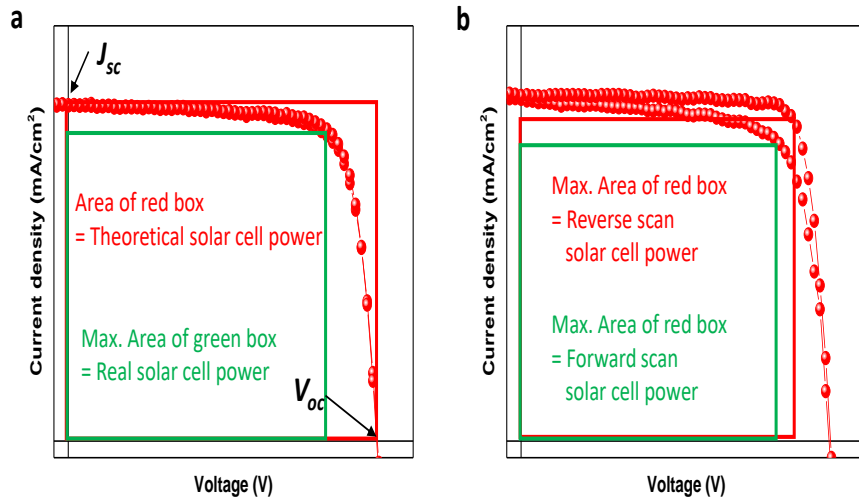 a
J_sc
Current density (mA/cm²)
Area of red box
= Theoretical solar cell power
Max. Area of green box
= Real solar cell power
V_oc
Voltage (V)
b
Current density (mA/cm²)
Max. Area of red box
= Reverse scan
solar cell power
Max. Area of red box
= Forward scan
solar cell power
Voltage (V)